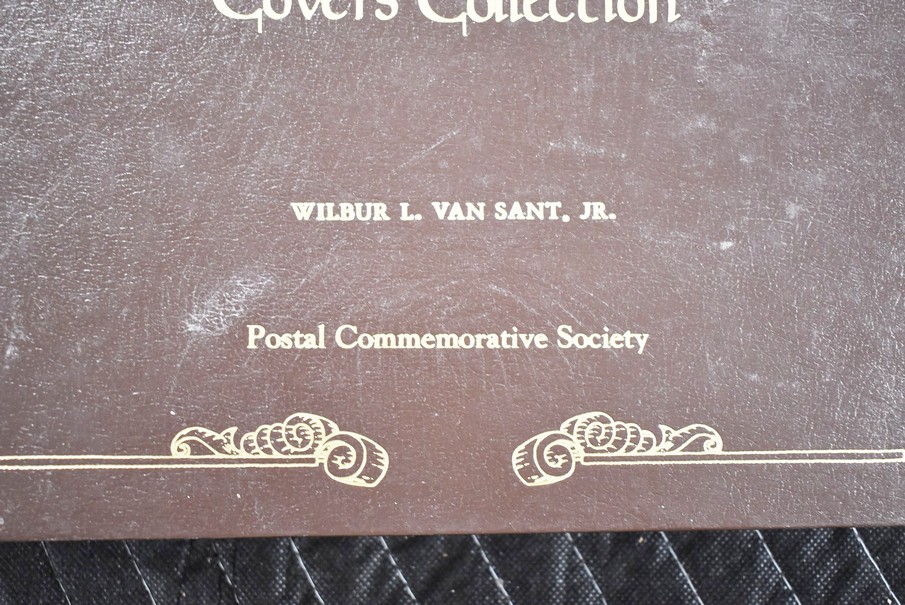 Covers Collection
WILBUR L. VAN SANT, JR.
Postal Commemorative Society